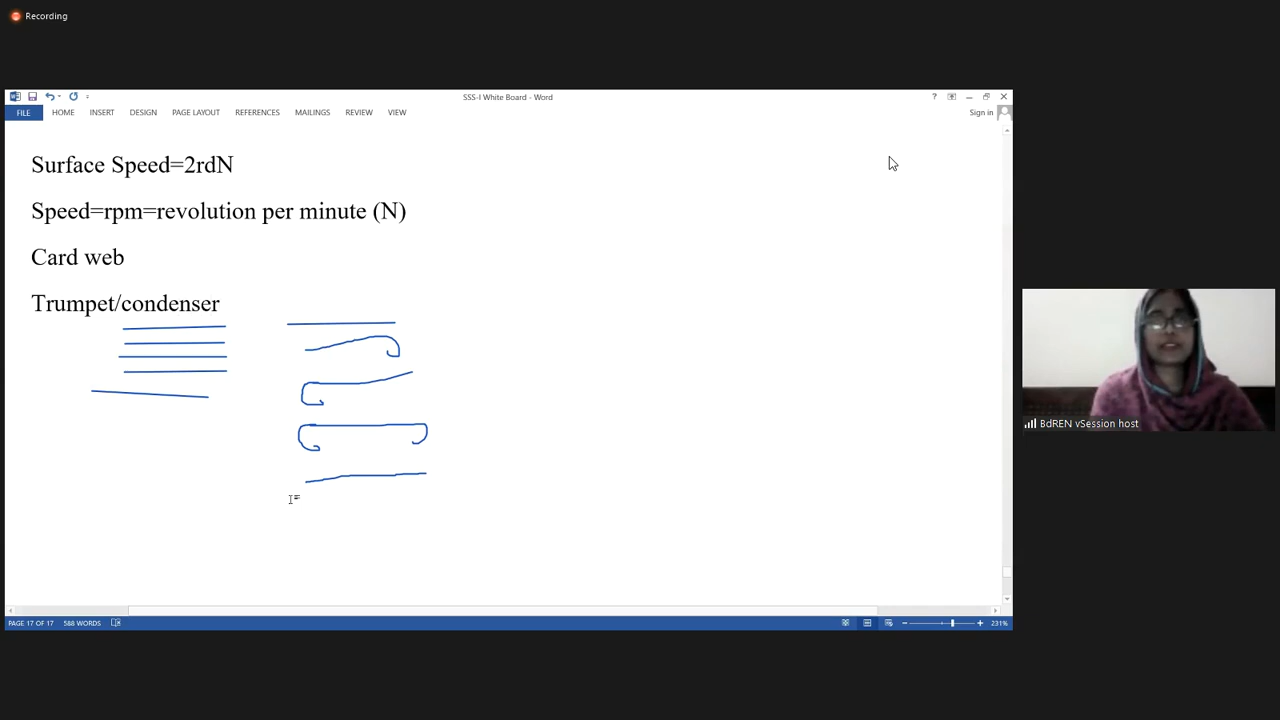 Recording
SSS-I White Board - Word
?
FILE HOME INSERT DESIGN PAGE LAYOUT REFERENCES MAILINGS REVIEW VIEW Sign in
Surface Speed=2rdN
Speed=rpm=revolution per minute (N)
Card web
Trumpet/condenser
BdREN vSession host
PAGE 17 OF 17 588 WORDS 231%